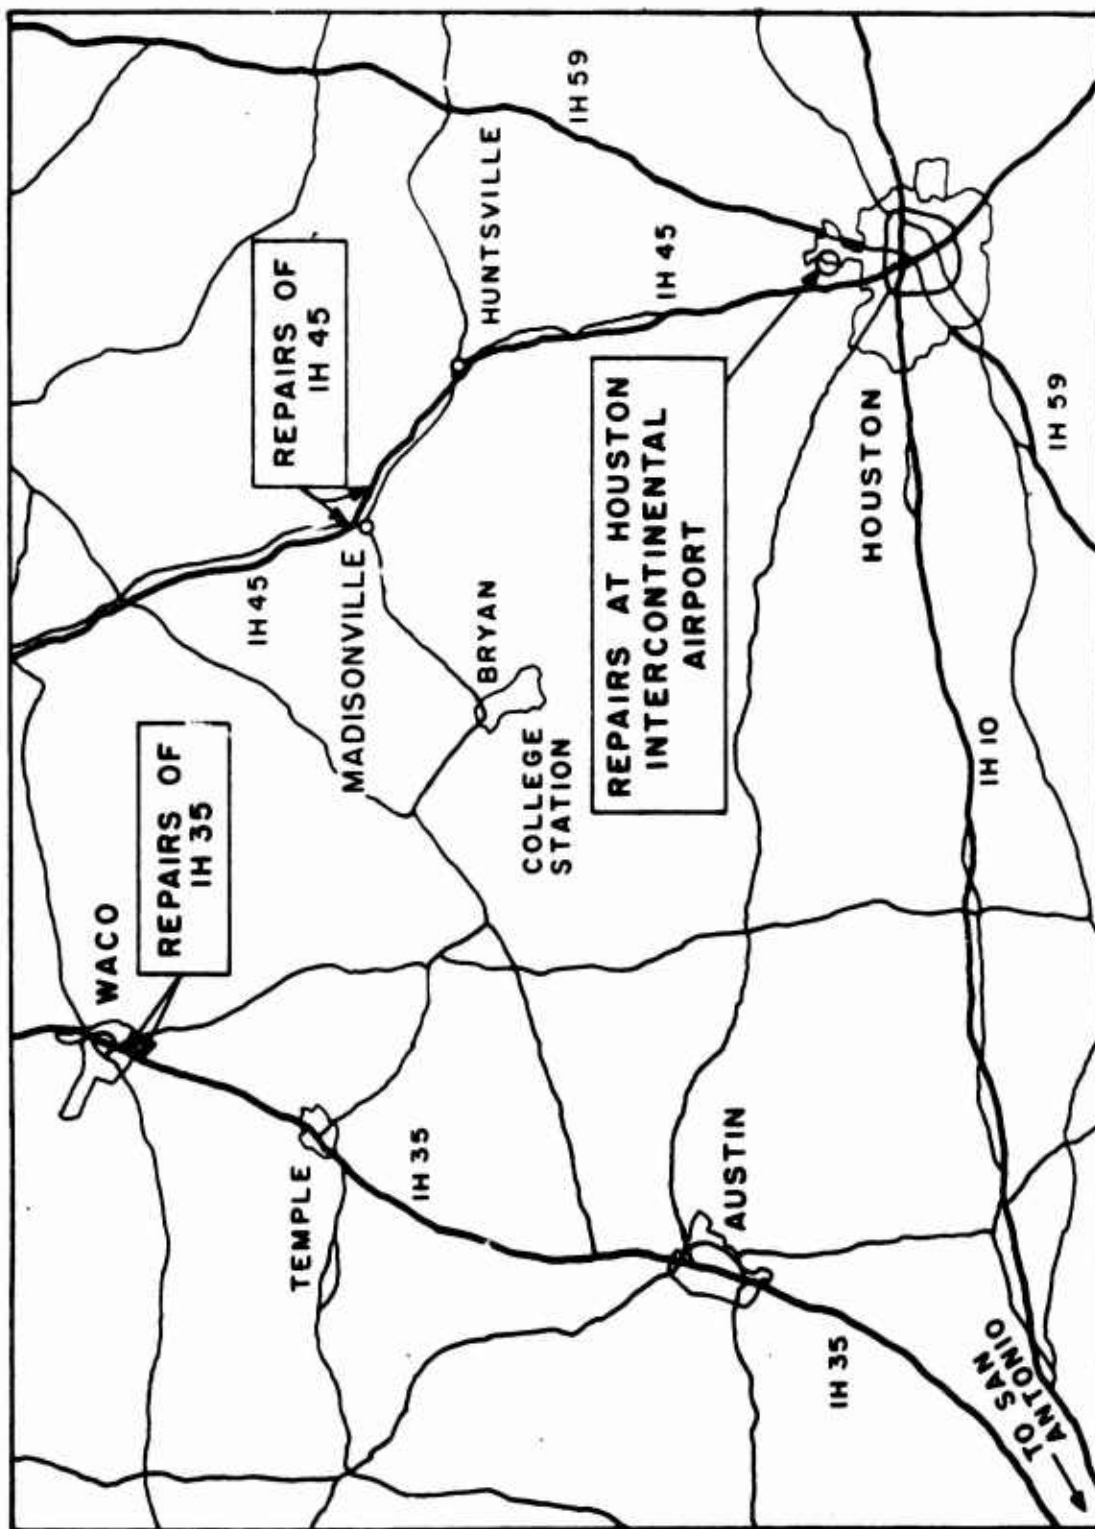 WACO
REPAIRS OF
IH 35
TEMPLE
IH 35
IH 45
MADISONVILLE
REPAIRS OF
IH 45
HUNTSVILLE
IH 59
BRYAN
COLLEGE
STATION
IH 45
REPAIRS AT HOUSTON
INTERCONTINENTAL
AIRPORT
AUSTIN
IH 35
HOUSTON
IH 10
IH 59
TO SAN
ANTONIO